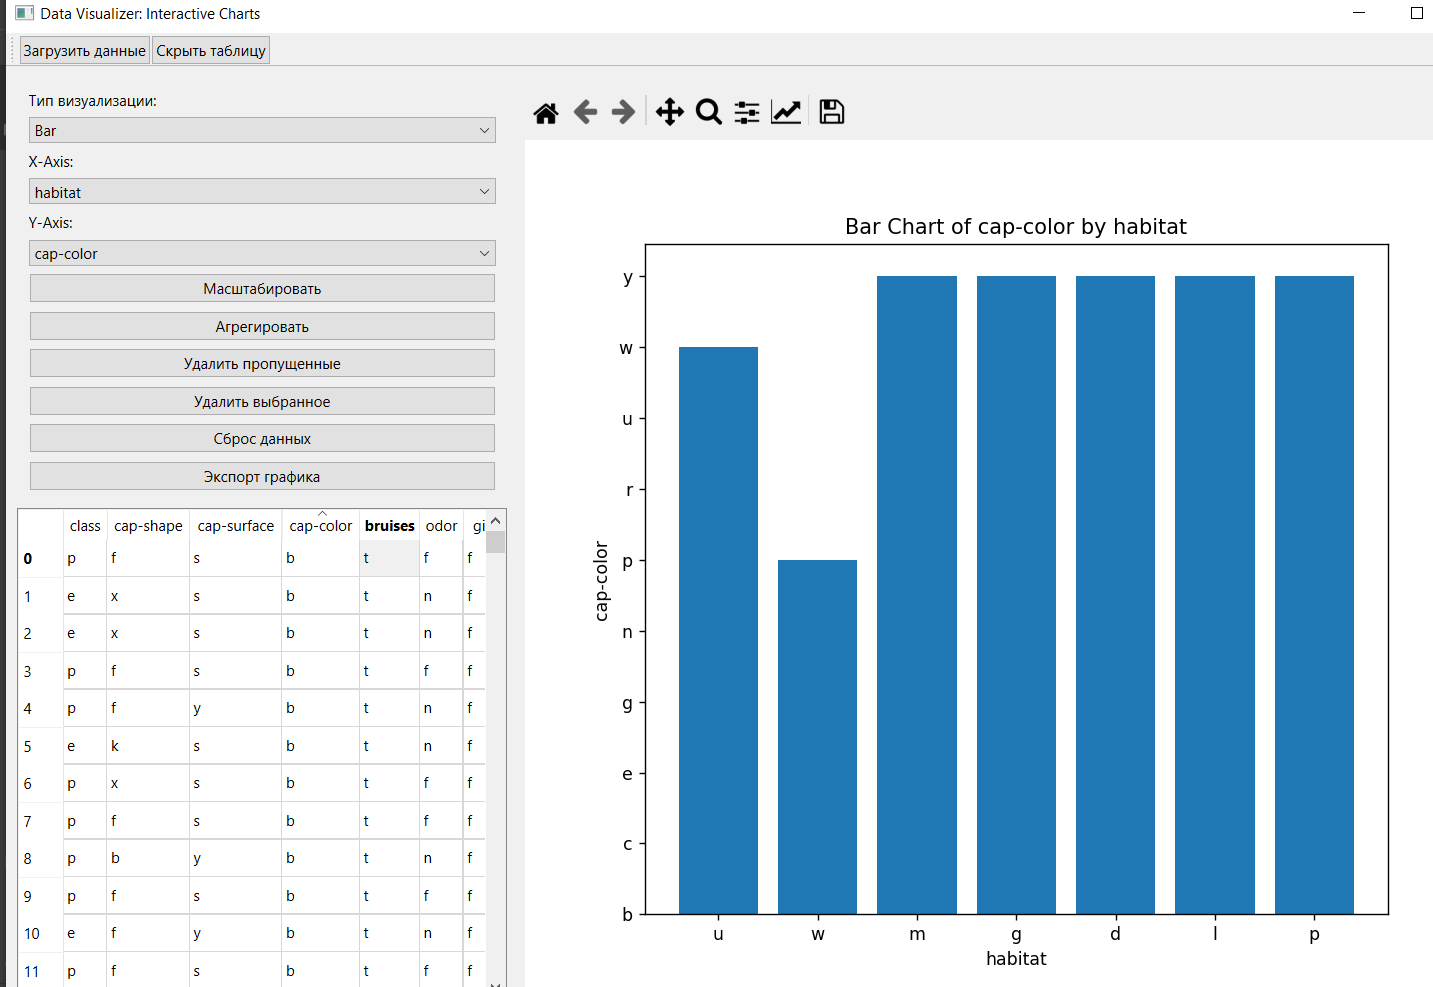 Data Visualizer: Interactive Charts
Загрузить данные Скрыть таблицу
Тип визуализации:
Bar
X-Axis:
habitat
Y-Axis:
cap-color
Масштабировать
Агрегировать
Удалить пропущенные
Удалить выбранное
Сброс данных
Экспорт графика
class cap-shape cap-surface cap-color bruises odor gi
0 p f s b t f f
1 e x s b t n f
2 e x s b t n f
3 p f s b t f f
4 p f y b t n f
5 e k s b t n f
6 p x s b t f f
7 p f s b t f f
8 p b y b t n f
9 p f s b t f f
10 e f y b t n f
11 p f s b t f f
Bar Chart of cap-color by habitat
y
w
u
r
p
n
g
e
c
b
cap-color
u w m g d l p
habitat